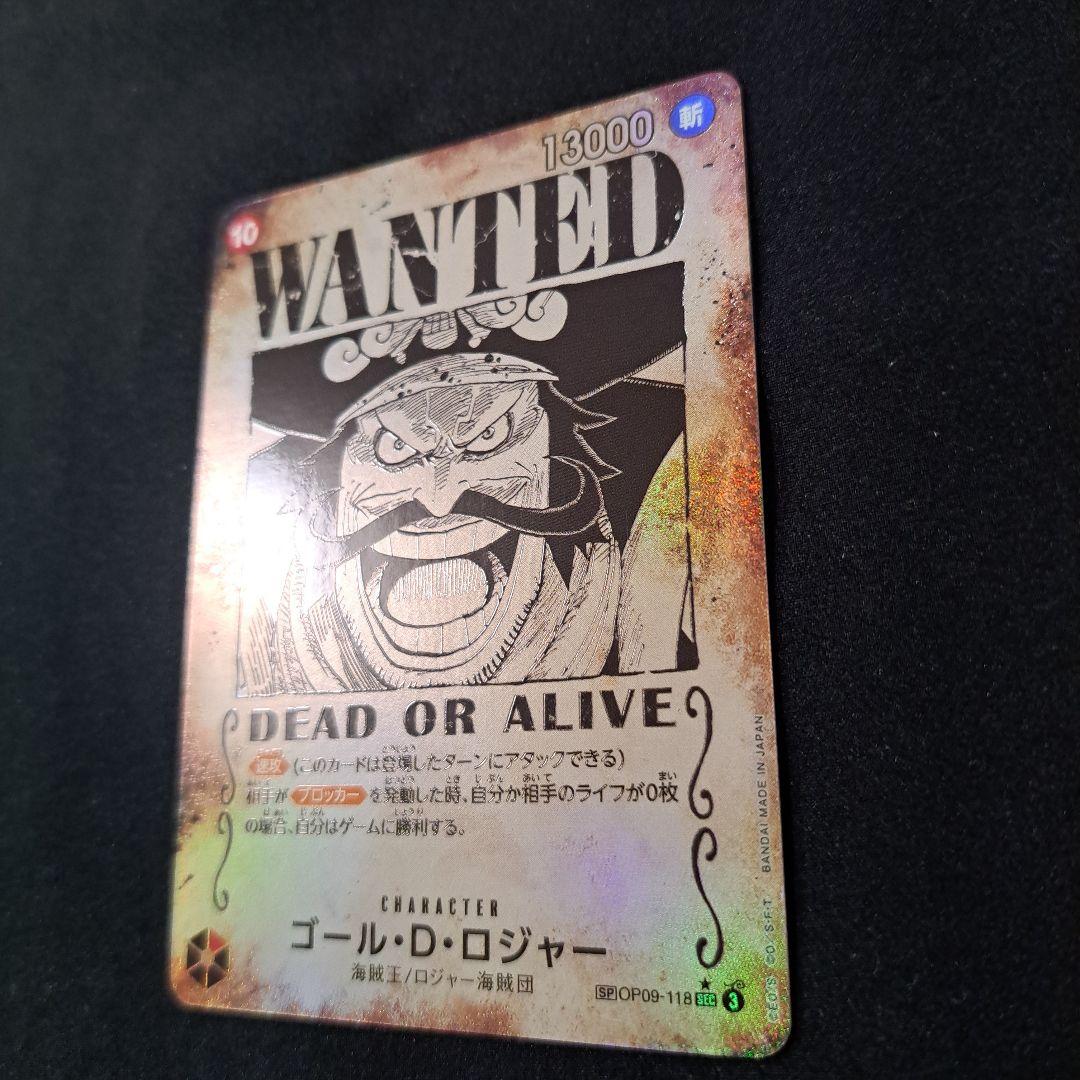 13000
斬
10
WANTED
DEAD OR ALIVE
速攻 (このカードは登場したターンにアタックできる)
相手が ブロッカー を発動した時、自分か相手のライフが0枚
の場合、自分はゲームに勝利する。
CHARACTER
ゴール・D・ロジャー
海賊王/ロジャー海賊団
SP OP09-118 SEC 3
©E.O./S. CO. S・F・T BANDAI MADE IN JAPAN